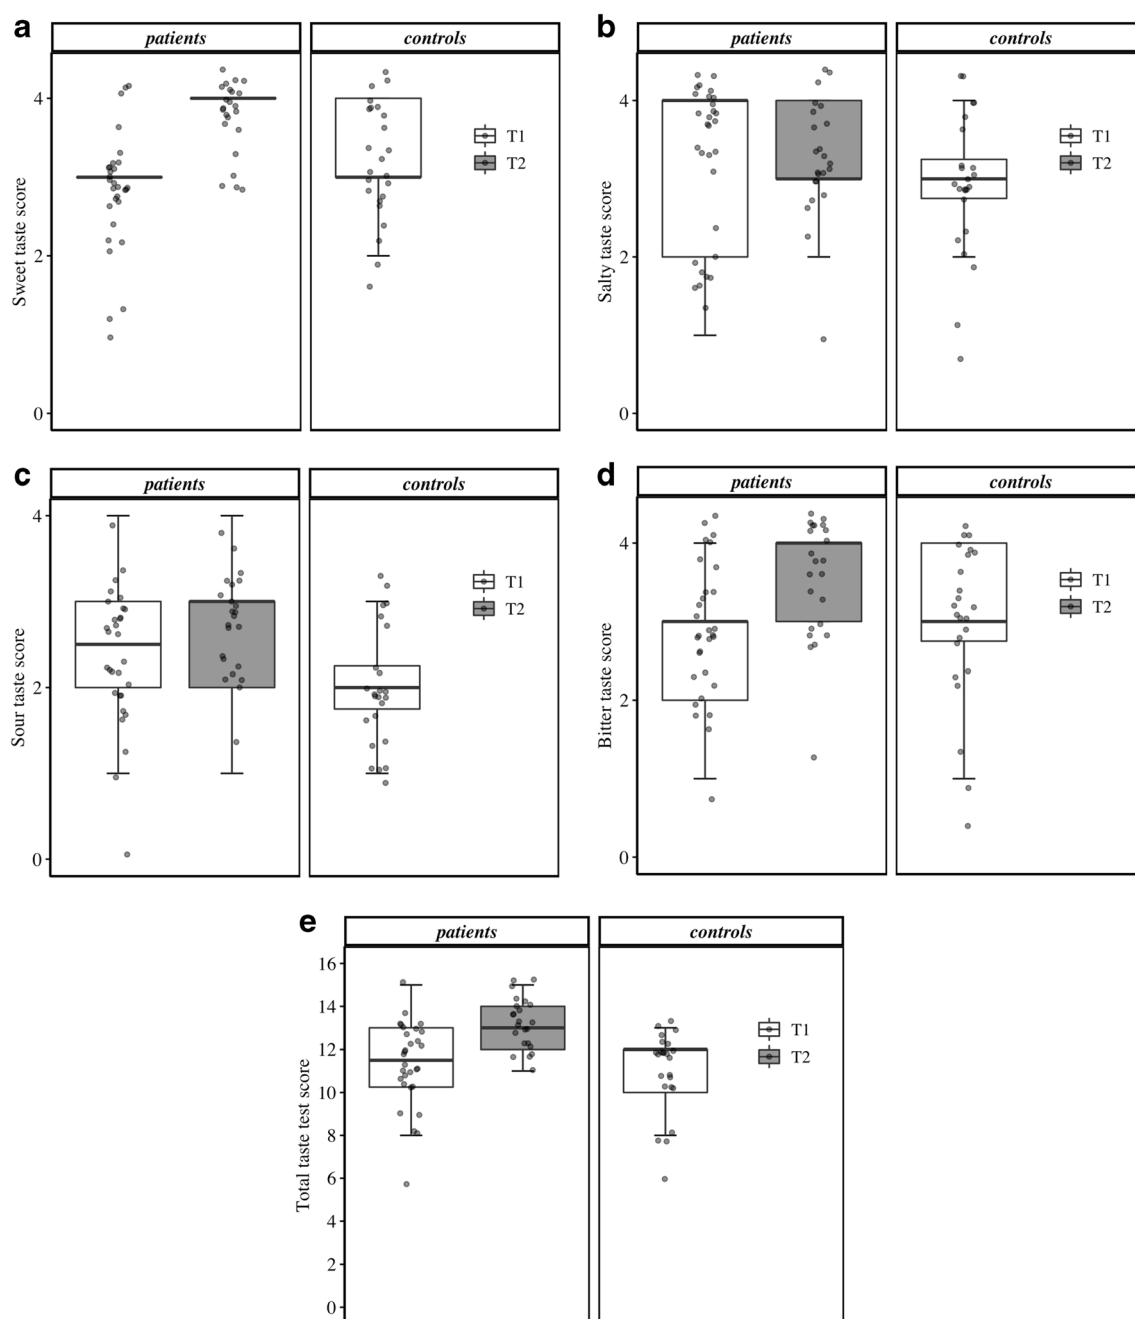 a
patients
controls
Sweet taste score
4
2
0
T1
T2
b
patients
controls
Salty taste score
4
2
0
T1
T2
c
patients
controls
Sour taste score
4
2
0
T1
T2
d
patients
controls
Bitter taste score
4
2
0
T1
T2
e
patients
controls
Total taste test score
16
14
12
10
8
6
4
2
0
T1
T2